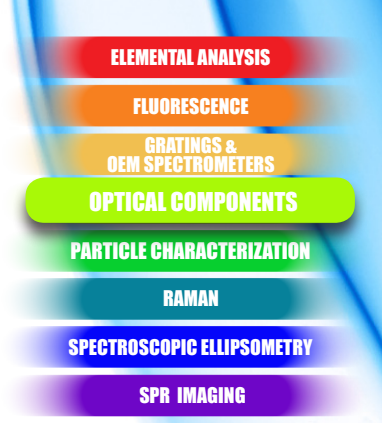 ELEMENTAL ANALYSIS
FLUORESCENCE
GRATINGS &
OEM SPECTROMETERS
OPTICAL COMPONENTS
PARTICLE CHARACTERIZATION
RAMAN
SPECTROSCOPIC ELLIPSOMETRY
SPR IMAGING